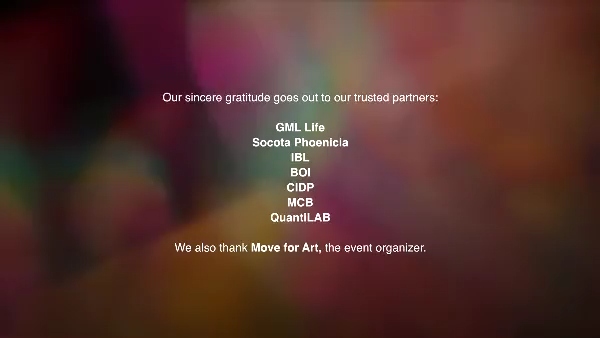 Our sincere gratitude goes out to our trusted partners:
GML Life
Socota Phoenicia
IBL
BOI
CIDP
MCB
QuantiLAB
We also thank Move for Art, the event organizer.